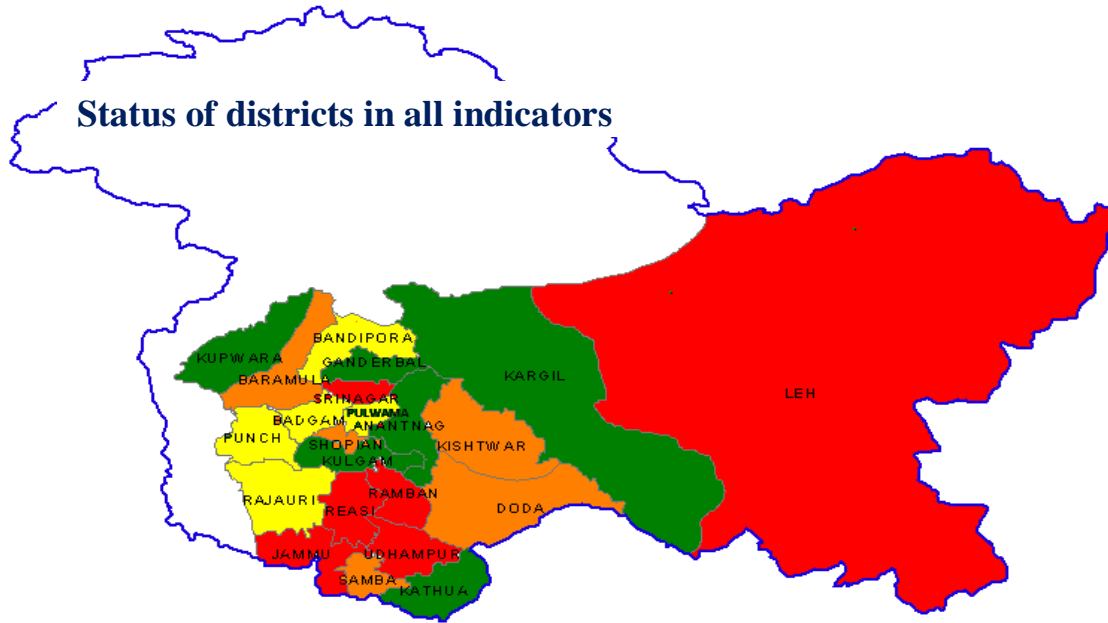 Status of districts in all indicators
BANDIPORA
KUPWARA
GANDERBAL
KARGIL
BARAMULA
LEH
SRINAGAR
PULWAMA
BADGAM
ANANTNAG
PUNCH
SHOPIAN
KISHTWAR
KULGAM
RAMBAN
RAJAURI
REASI
DODA
JAMMU
UDHAMPUR
SAMBA
KATHUA